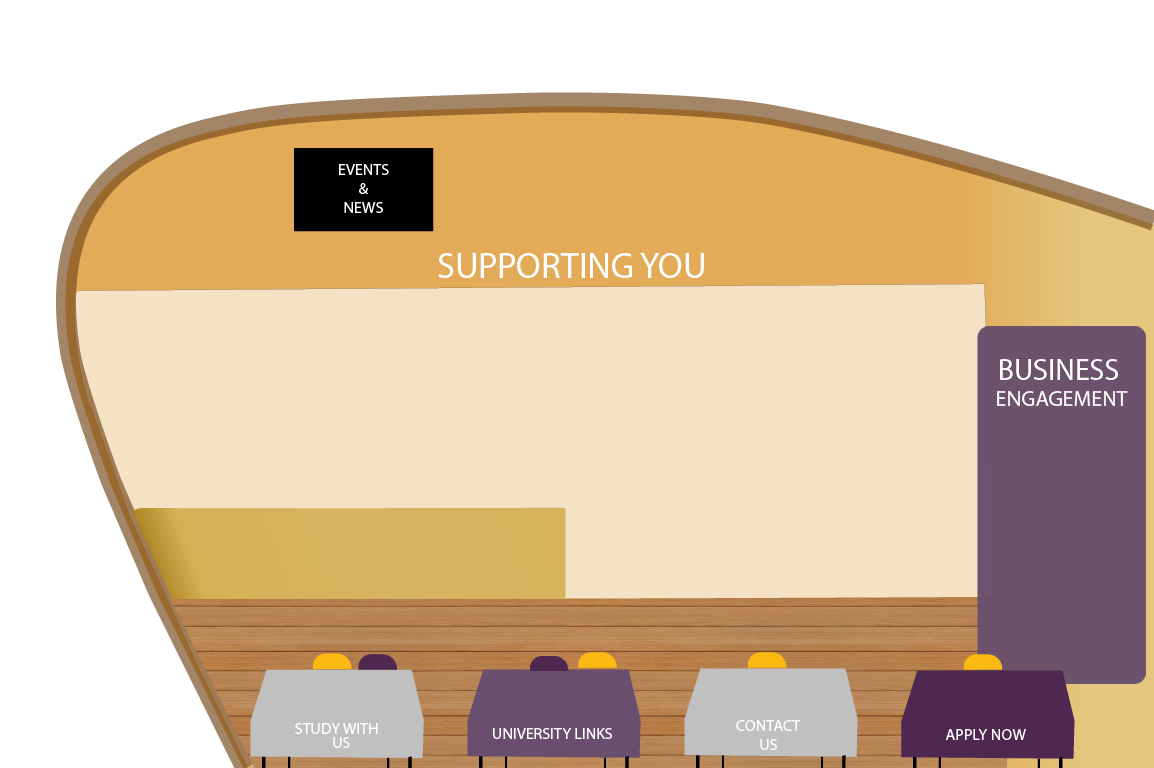 EVENTS
&
NEWS
SUPPORTING YOU
BUSINESS
ENGAGEMENT
STUDY WITH
US
UNIVERSITY LINKS
CONTACT
US
APPLY NOW